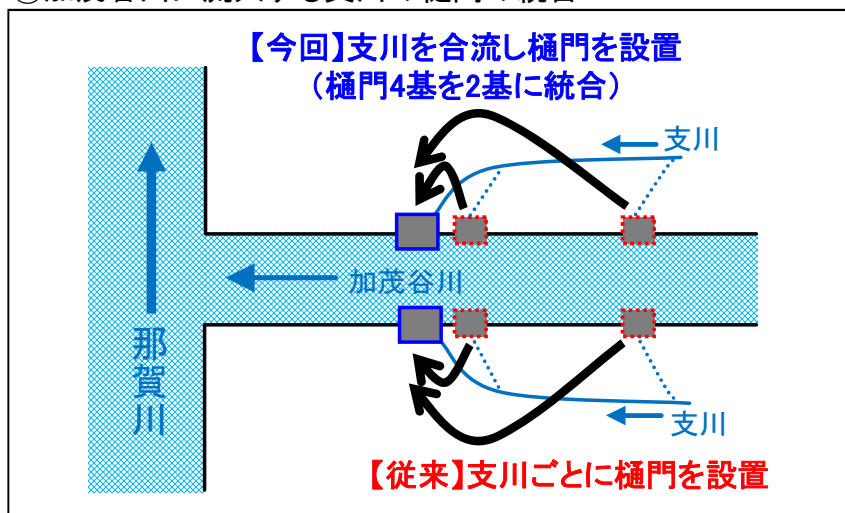 【今回】支川を合流し樋門を設置
（樋門4基を2基に統合）
支川
加茂谷川
那賀川
支川
【従来】支川ごとに樋門を設置